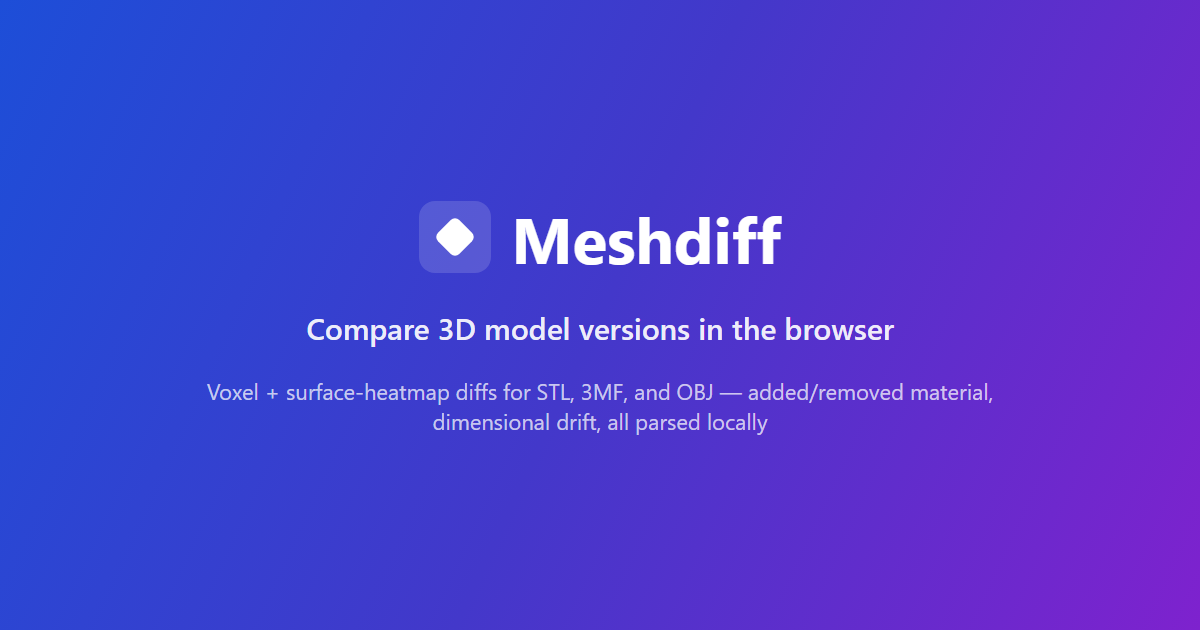 Meshdiff
Compare 3D model versions in the browser
Voxel + surface-heatmap diffs for STL, 3MF, and OBJ — added/removed material,
dimensional drift, all parsed locally